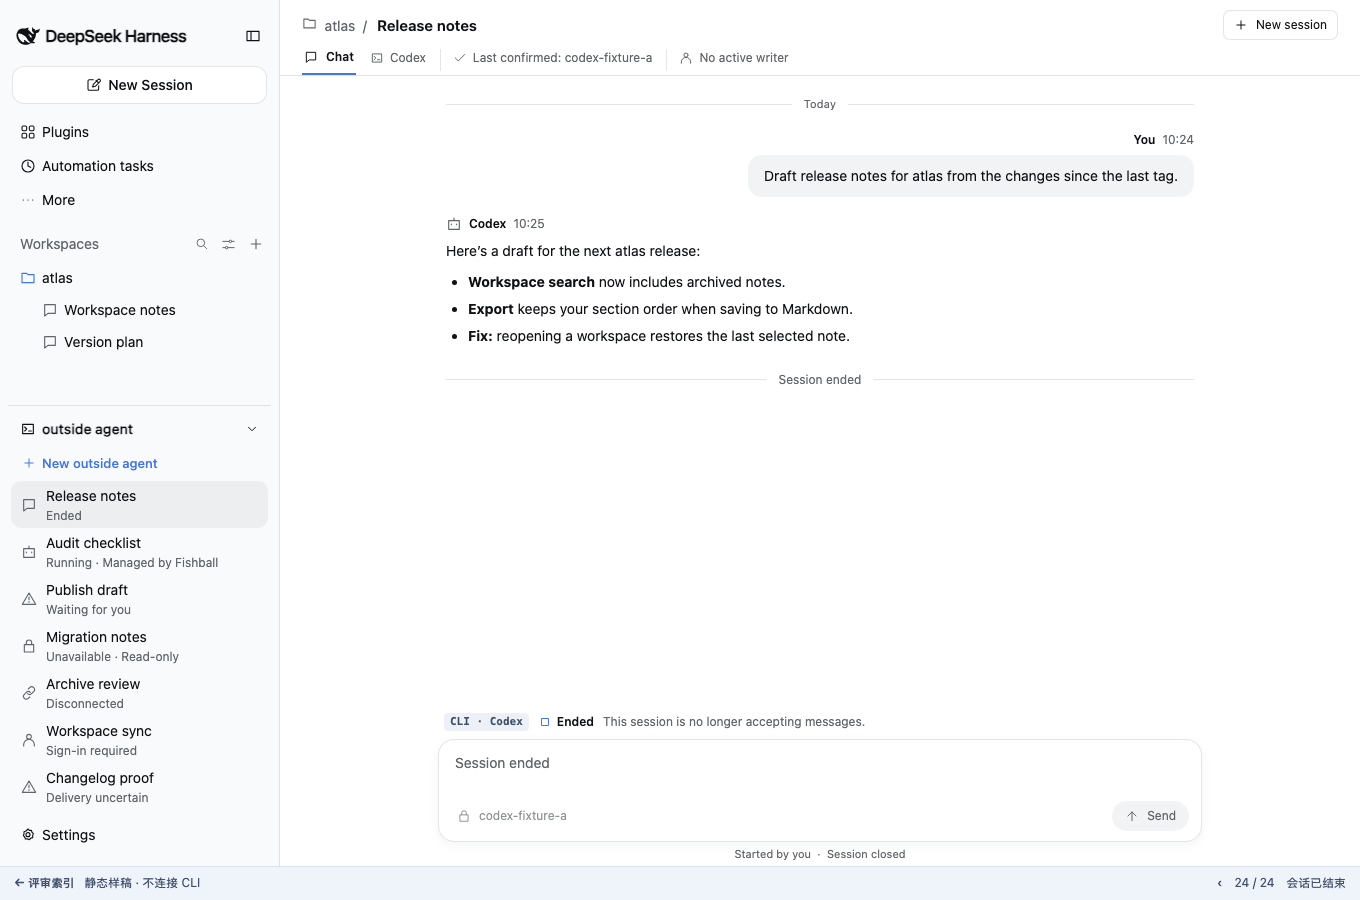 DeepSeek Harness
New Session
Plugins
Automation tasks
More
Workspaces
atlas
Workspace notes
Version plan
outside agent
New outside agent
Release notes
Ended
Audit checklist
Running · Managed by Fishball
Publish draft
Waiting for you
Migration notes
Unavailable · Read-only
Archive review
Disconnected
Workspace sync
Sign-in required
Changelog proof
Delivery uncertain
Settings
atlas / Release notes
New session
Chat
Codex
Last confirmed: codex-fixture-a
No active writer
Today
You 10:24
Draft release notes for atlas from the changes since the last tag.
Codex 10:25
Here’s a draft for the next atlas release:
• Workspace search now includes archived notes.
• Export keeps your section order when saving to Markdown.
• Fix: reopening a workspace restores the last selected note.
Session ended
CLI · Codex Ended This session is no longer accepting messages.
Session ended
codex-fixture-a
Send
Started by you · Session closed
← 评审索引 静态样稿 · 不连接 CLI
‹ 24 / 24 会话已结束